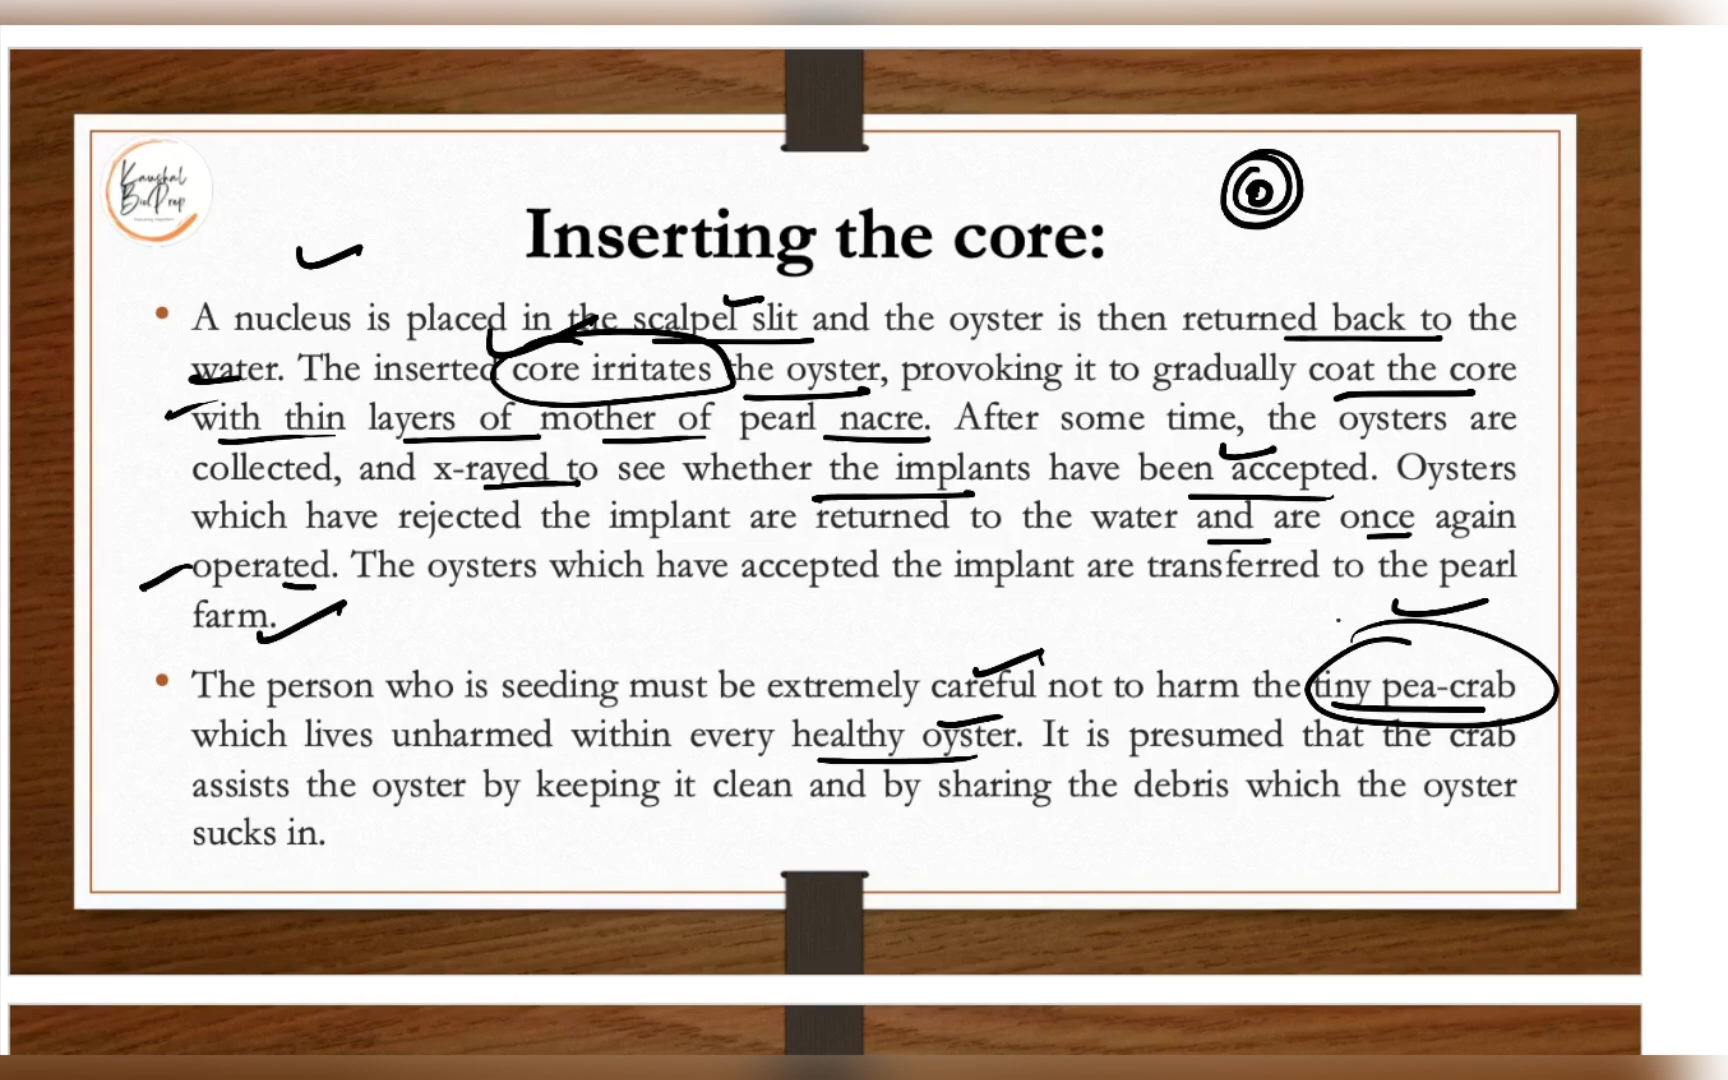 Kaushal
BioPrep
Inserting the core:
• A nucleus is placed in the scalpel slit and the oyster is then returned back to the
water. The inserted core irritates the oyster, provoking it to gradually coat the core
with thin layers of mother of pearl nacre. After some time, the oysters are
collected, and x-rayed to see whether the implants have been accepted. Oysters
which have rejected the implant are returned to the water and are once again
operated. The oysters which have accepted the implant are transferred to the pearl
farm.
• The person who is seeding must be extremely careful not to harm the tiny pea-crab
which lives unharmed within every healthy oyster. It is presumed that the crab
assists the oyster by keeping it clean and by sharing the debris which the oyster
sucks in.